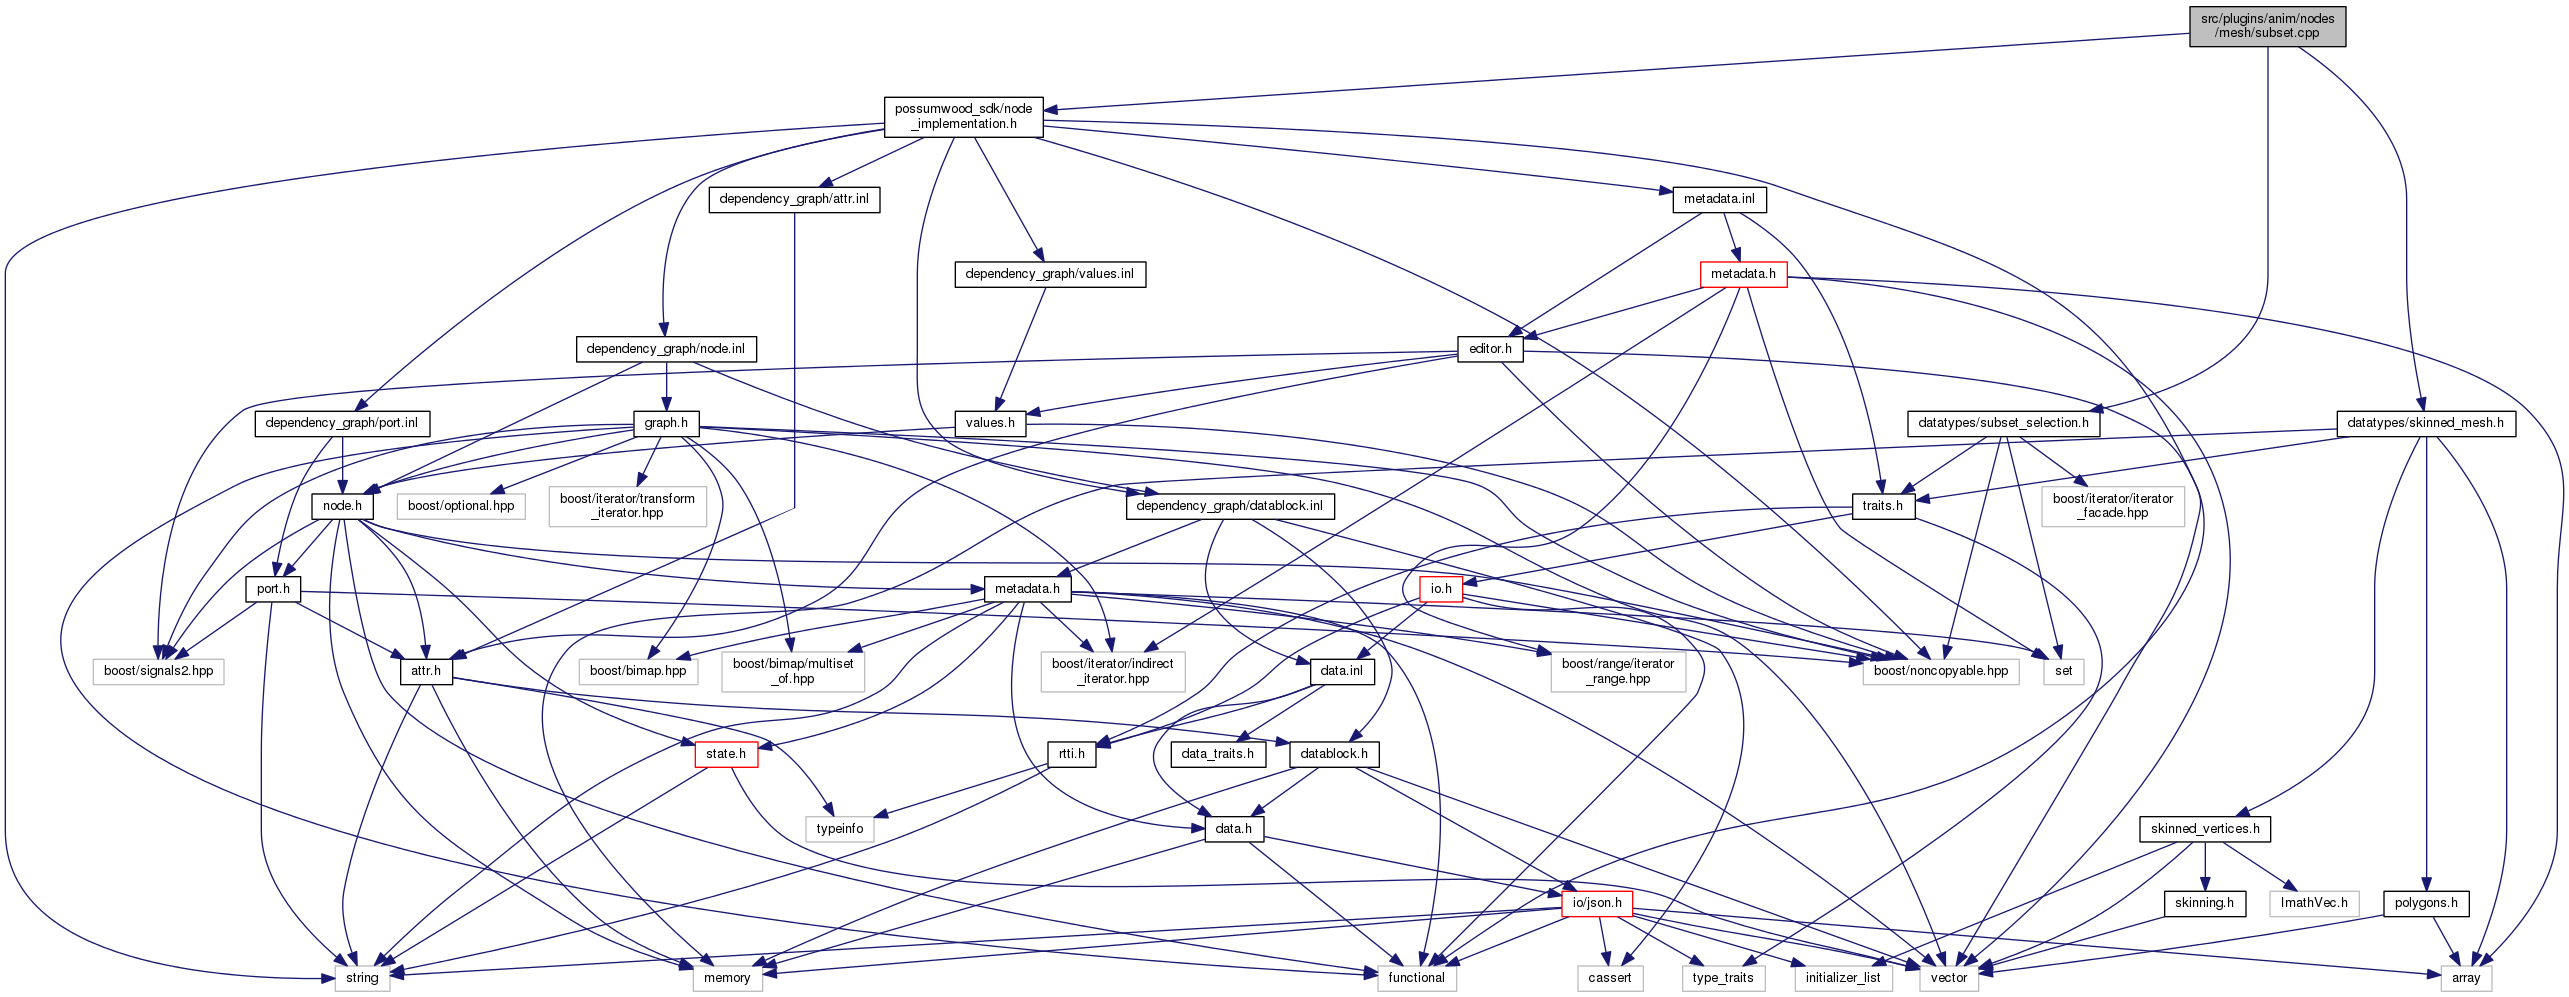 src/plugins/anim/nodes
/mesh/subset.cpp
possumwood_sdk/node
_implementation.h
dependency_graph/attr.inl
metadata.inl
dependency_graph/values.inl
metadata.h
dependency_graph/node.inl
editor.h
dependency_graph/port.inl
graph.h
values.h
datatypes/subset_selection.h
datatypes/skinned_mesh.h
node.h
boost/optional.hpp
boost/iterator/transform
_iterator.hpp
dependency_graph/datablock.inl
traits.h
boost/iterator/iterator
_facade.hpp
port.h
metadata.h
io.h
boost/signals2.hpp
attr.h
boost/bimap.hpp
boost/bimap/multiset
_of.hpp
boost/iterator/indirect
_iterator.hpp
data.inl
boost/range/iterator
_range.hpp
boost/noncopyable.hpp
set
state.h
rtti.h
data_traits.h
datablock.h
typeinfo
data.h
skinned_vertices.h
io/json.h
skinning.h
ImathVec.h
polygons.h
string
memory
functional
cassert
type_traits
initializer_list
vector
array